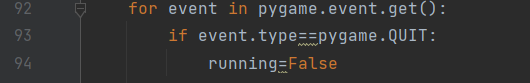 92 for event in pygame.event.get():
93 if event.type==pygame.QUIT:
94 running=False